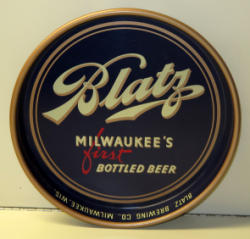 Blatz
MILWAUKEE'S
first
BOTTLED BEER
BLATZ BREWING CO., MILWAUKEE, WIS.